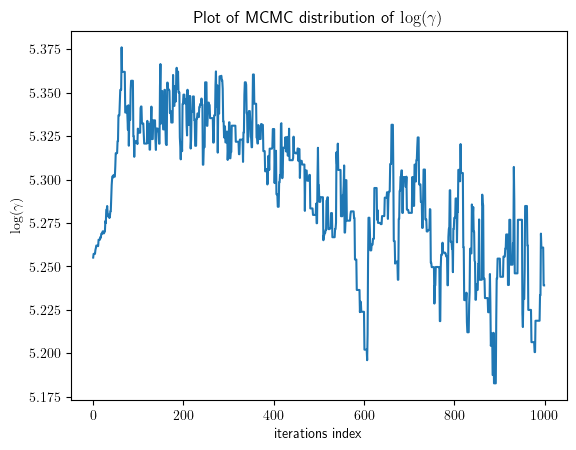 Plot of MCMC distribution of log(γ)
5.375
5.350
5.325
5.300
5.275
5.250
5.225
5.200
5.175
log(γ)
0 200 400 600 800 1000
iterations index